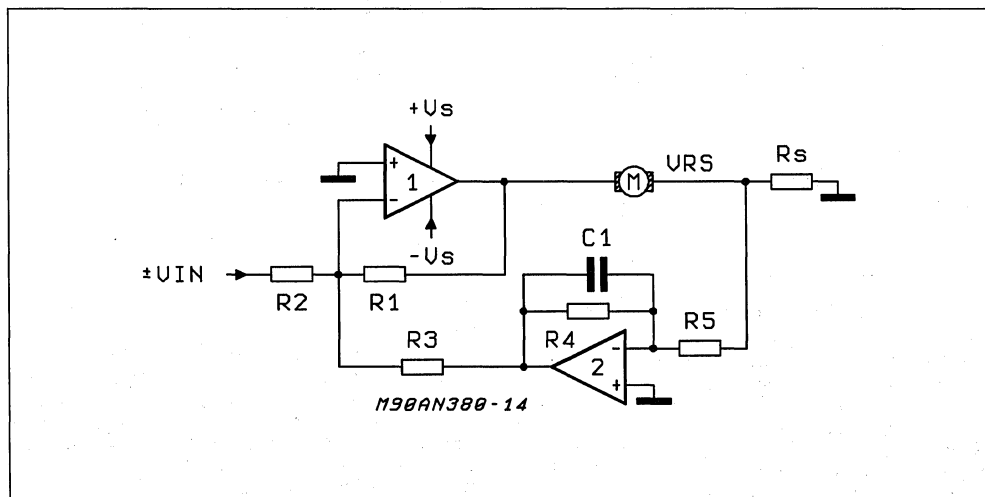 +Vs
+
1
-
-Vs
M
VRS
Rs
C1
±VIN
R2
R1
R3
R4
R5
-
2
+
M90AN380-14